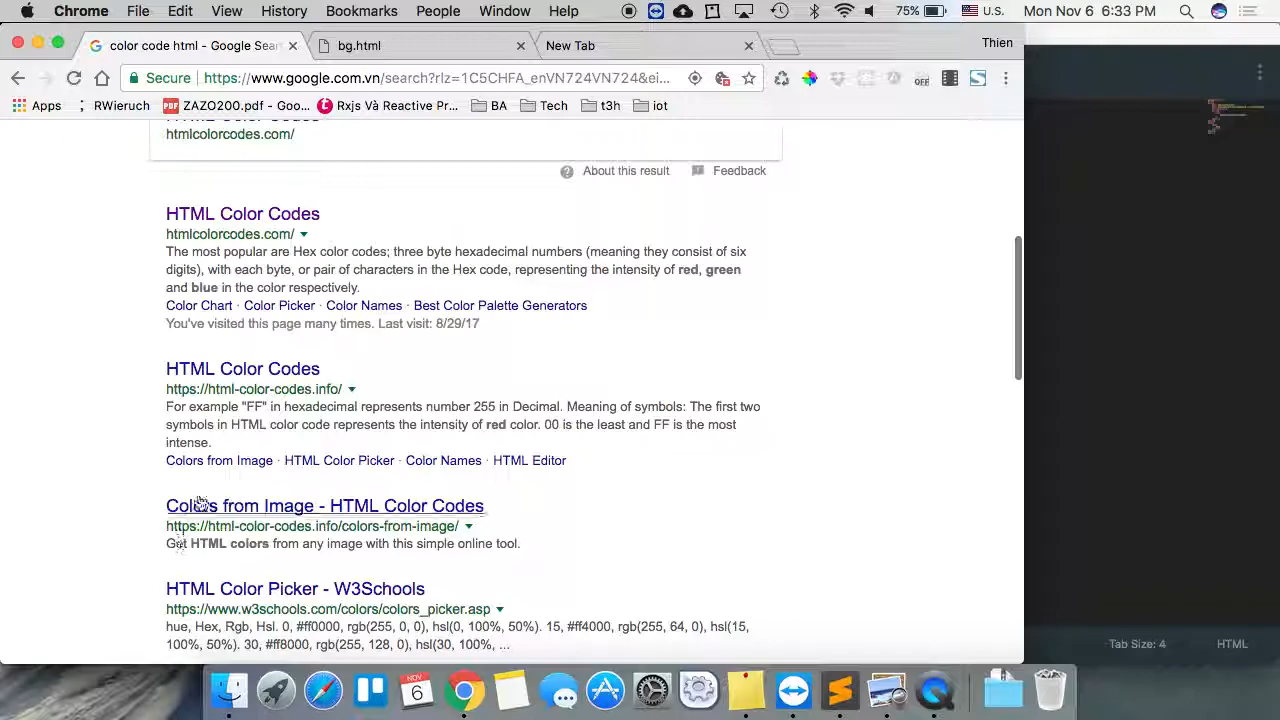 Chrome File Edit View History Bookmarks People Window Help 75% U.S. Mon Nov 6 6:33 PM
color code html - Google Sear bg.html New Tab Thien
Secure https://www.google.com.vn/search?rlz=1C5CHFA_enVN724VN724&ei... OFF
Apps RWieruch ZAZO200.pdf - Goo... Rxjs Và Reactive Pr... BA Tech t3h iot
HTML Color Codes
htmlcolorcodes.com/
About this result Feedback
HTML Color Codes
htmlcolorcodes.com/
The most popular are Hex color codes; three byte hexadecimal numbers (meaning they consist of six
digits), with each byte, or pair of characters in the Hex code, representing the intensity of red, green
and blue in the color respectively.
Color Chart · Color Picker · Color Names · Best Color Palette Generators
You've visited this page many times. Last visit: 8/29/17
HTML Color Codes
https://html-color-codes.info/
For example "FF" in hexadecimal represents number 255 in Decimal. Meaning of symbols: The first two
symbols in HTML color code represents the intensity of red color. 00 is the least and FF is the most
intense.
Colors from Image · HTML Color Picker · Color Names · HTML Editor
Colors from Image - HTML Color Codes
https://html-color-codes.info/colors-from-image/
Get HTML colors from any image with this simple online tool.
HTML Color Picker - W3Schools
https://www.w3schools.com/colors/colors_picker.asp
hue, Hex, Rgb, Hsl. 0, #ff0000, rgb(255, 0, 0), hsl(0, 100%, 50%). 15, #ff4000, rgb(255, 64, 0), hsl(15,
100%, 50%). 30, #ff8000, rgb(255, 128, 0), hsl(30, 100%, ...
Tab Size: 4 HTML
NOV
6